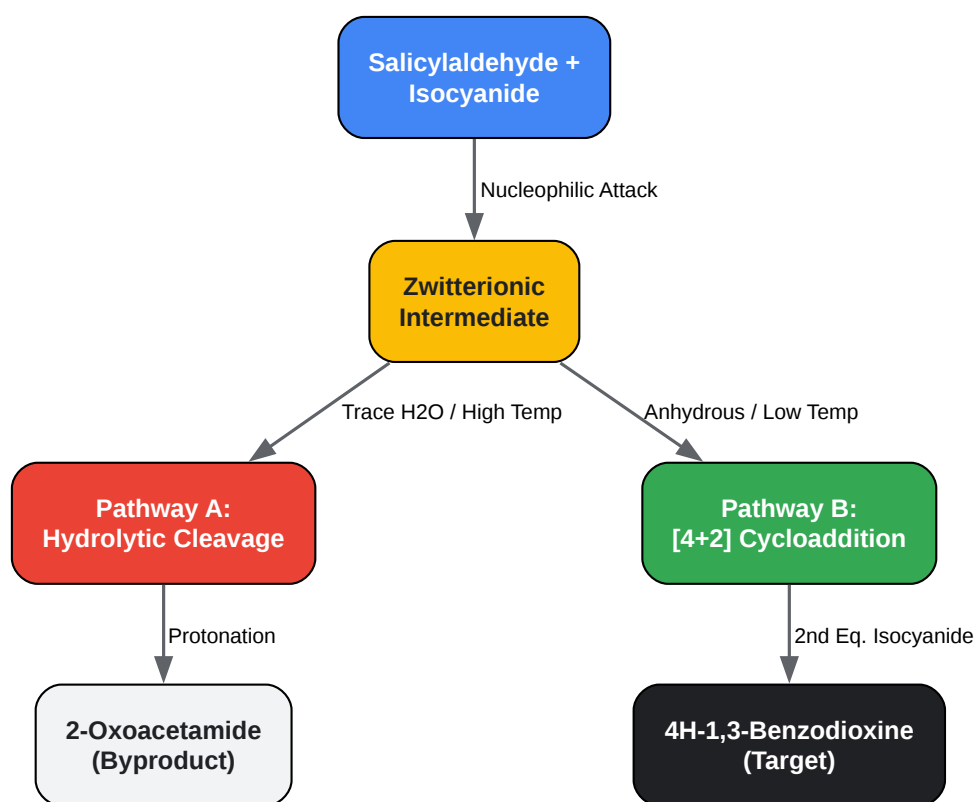 Salicylaldehyde +
Isocyanide
Nucleophilic Attack
Zwitterionic
Intermediate
Trace H2O / High Temp
Anhydrous / Low Temp
Pathway A:
Hydrolytic Cleavage
Pathway B:
[4+2] Cycloaddition
Protonation
2nd Eq. Isocyanide
2-Oxoacetamide
(Byproduct)
4H-1,3-Benzodioxine
(Target)